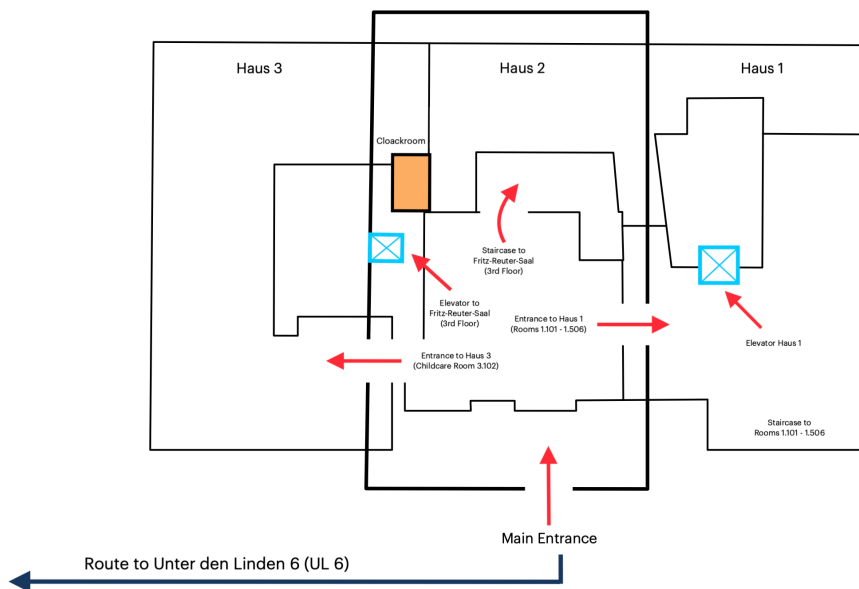 Haus 3
Haus 2
Haus 1
Cloackroom
Staircase to
Fritz-Reuter-Saal
(3rd Floor)
Elevator to
Fritz-Reuter-Saal
(3rd Floor)
Entrance to Haus 1
(Rooms 1.101 - 1.506)
Elevator Haus 1
Entrance to Haus 3
(Childcare Room 3.102)
Staircase to
Rooms 1.101 - 1.506
Main Entrance
Route to Unter den Linden 6 (UL 6)